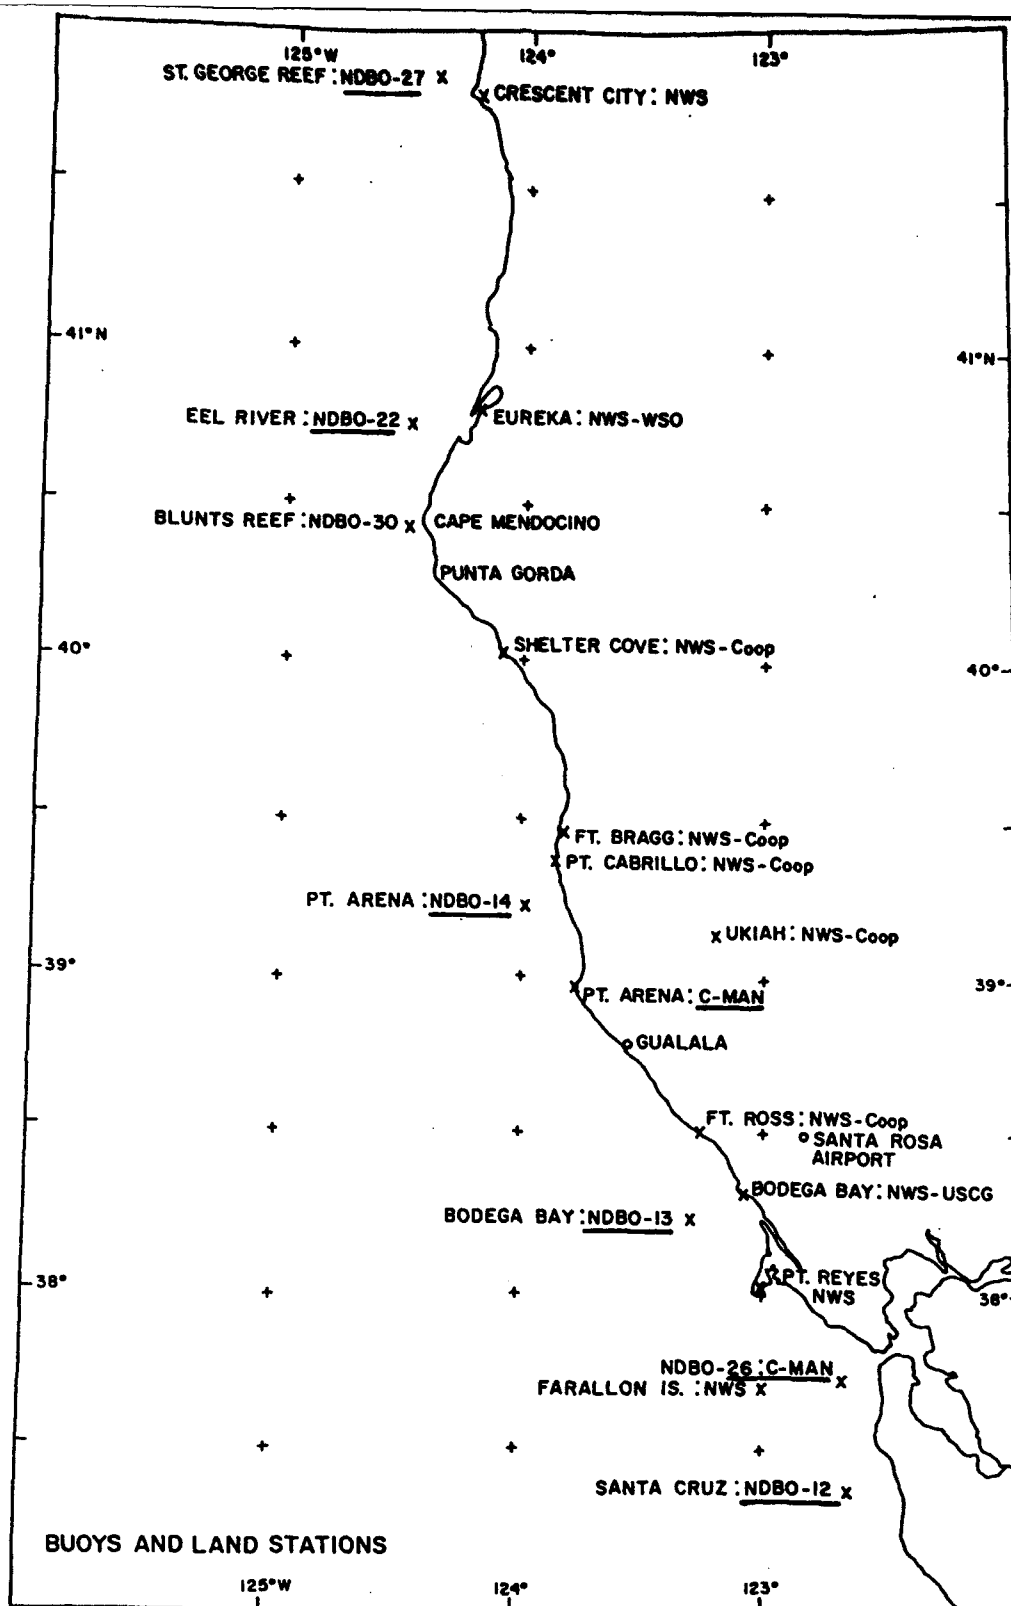 125°W 124° 123°
ST. GEORGE REEF: NDBO-27 x
x CRESCENT CITY: NWS
41°N
41°N
EEL RIVER: NDBO-22 x
x EUREKA: NWS-WSO
BLUNTS REEF: NDBO-30 x
CAPE MENDOCINO
PUNTA GORDA
40°
x SHELTER COVE: NWS-Coop
40°
x FT. BRAGG: NWS-Coop
x PT. CABRILLO: NWS-Coop
PT. ARENA: NDBO-14 x
x UKIAH: NWS-Coop
39°
39°
x PT. ARENA: C-MAN
GUALALA
FT. ROSS: NWS-Coop
SANTA ROSA
AIRPORT
x BODEGA BAY: NWS-USCG
BODEGA BAY: NDBO-13 x
38°
PT. REYES
NWS
38°
NDBO-26: C-MAN x
FARALLON IS.: NWS x
SANTA CRUZ: NDBO-12 x
BUOYS AND LAND STATIONS
125°W 124° 123°